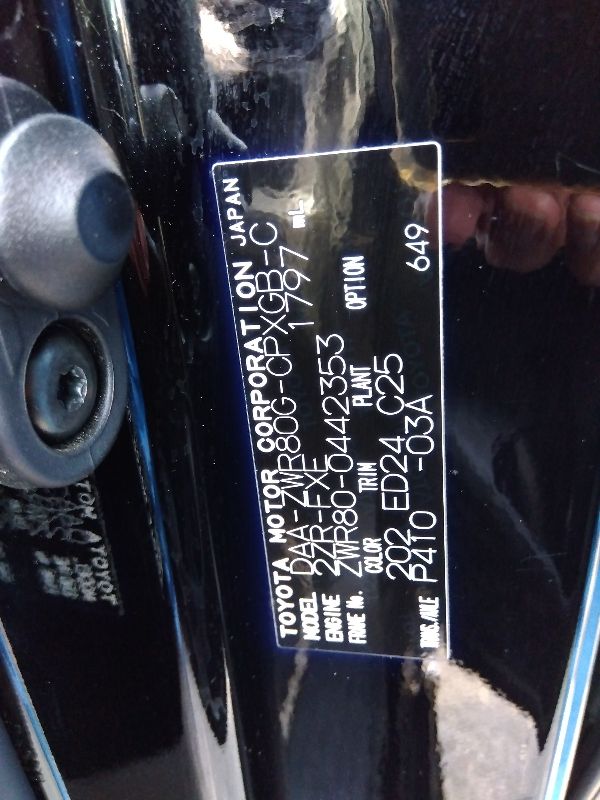 TOYOTA MOTOR CORPORATION JAPAN
MODEL DAA-ZWR80G-CPXGB-C
ENGINE 2ZR-FXE 1797 mL
FRAME No. ZWR80-0442353
COLOR TRIM PLANT OPTION
202 ED24 C25
TRANS./AXLE P410 -03A 649